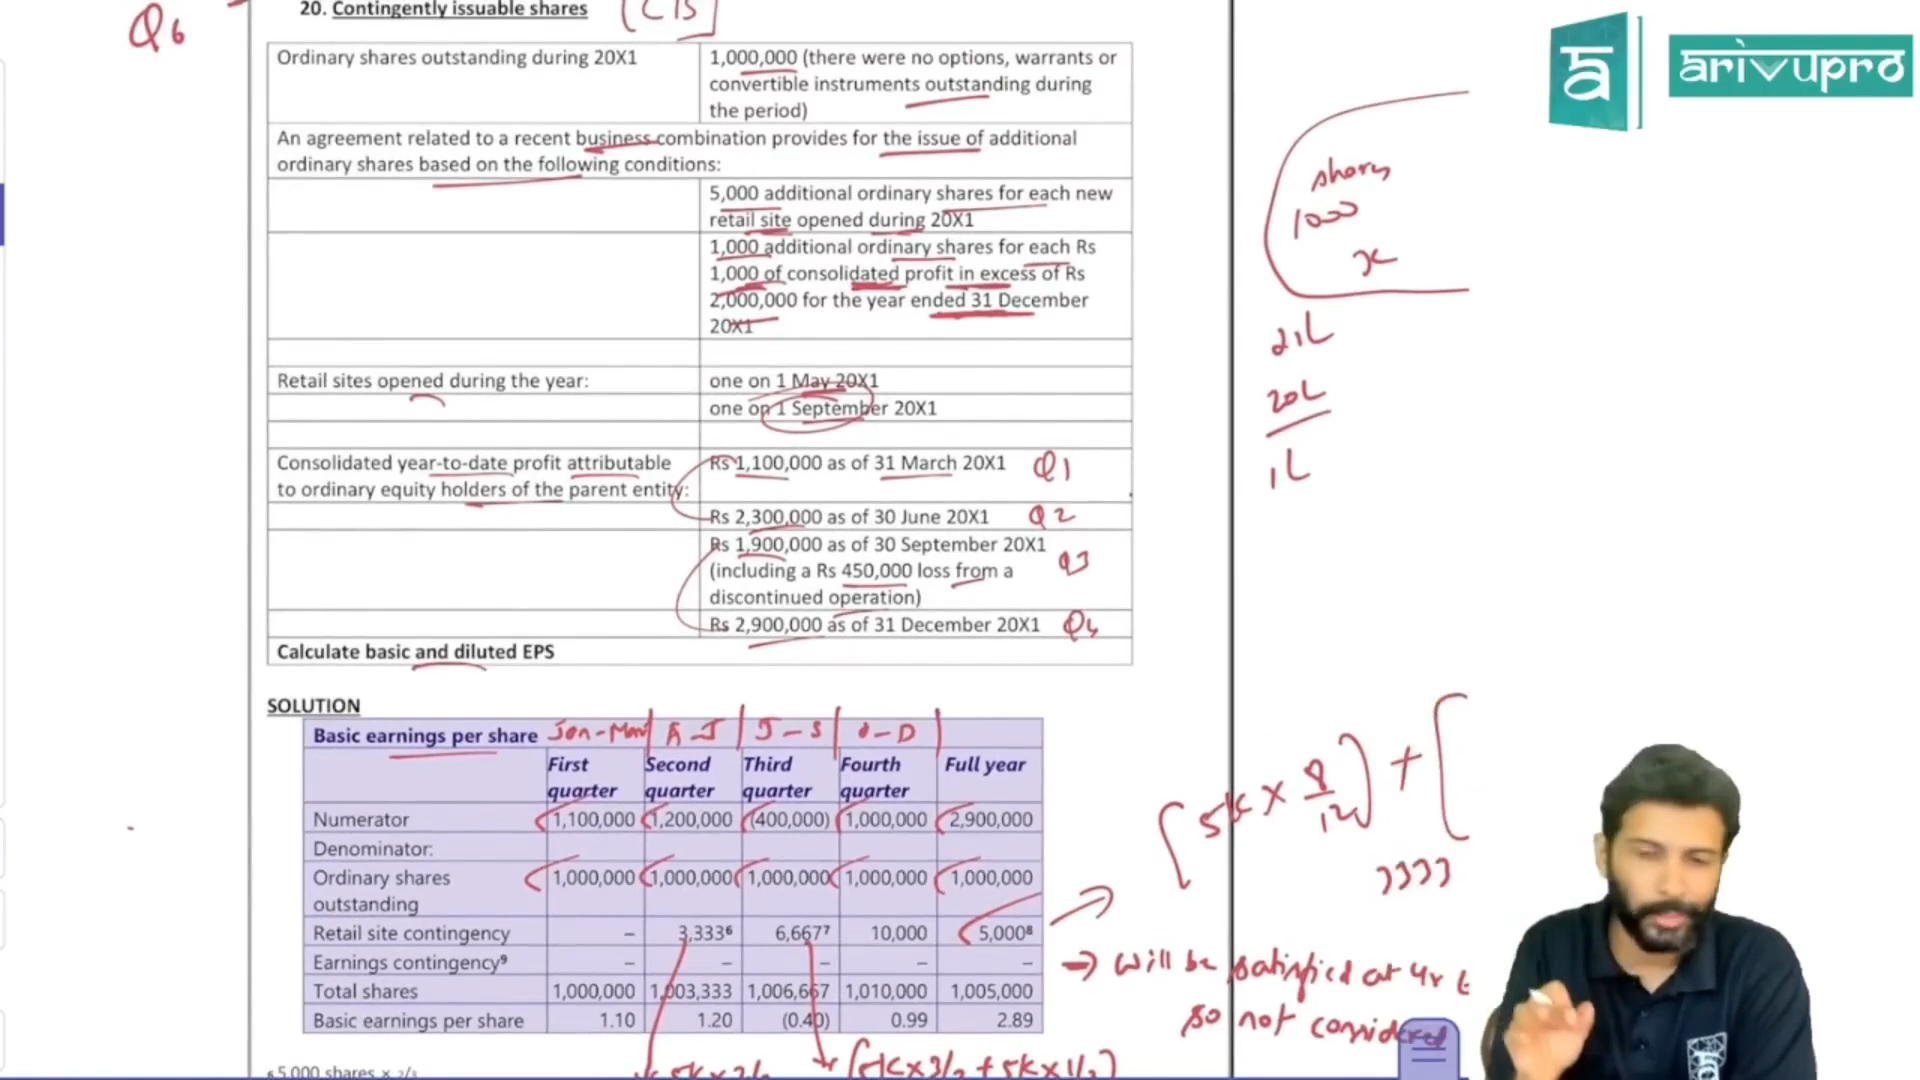 20. Contingently issuable shares
Q6
ārivupro
Ordinary shares outstanding during 20X1
1,000,000 (there were no options, warrants or
convertible instruments outstanding during
the period)
An agreement related to a recent business combination provides for the issue of additional
ordinary shares based on the following conditions:
5,000 additional ordinary shares for each new
retail site opened during 20X1
1,000 additional ordinary shares for each Rs
1,000 of consolidated profit in excess of Rs
2,000,000 for the year ended 31 December
20X1
Retail sites opened during the year:
one on 1 May 20X1
one on 1 September 20X1
Consolidated year-to-date profit attributable
to ordinary equity holders of the parent entity:
Rs 1,100,000 as of 31 March 20X1 Q1
Rs 2,300,000 as of 30 June 20X1 Q2
Rs 1,900,000 as of 30 September 20X1
(including a Rs 450,000 loss from a
discontinued operation)
Q3
Rs 2,900,000 as of 31 December 20X1 Q4
Calculate basic and diluted EPS
shares
1000
x
21L
20L
1L
SOLUTION
Basic earnings per share Jan-Mar A-J J-S O-D
First quarter Second quarter Third quarter Fourth quarter Full year
Numerator 1,100,000 1,200,000 (400,000) 1,000,000 2,900,000
Denominator:
Ordinary shares outstanding 1,000,000 1,000,000 1,000,000 1,000,000 1,000,000
Retail site contingency – 3,333⁶ 6,667⁷ 10,000 5,000⁸
Earnings contingency⁹ – – – – –
Total shares 1,000,000 1,003,333 1,006,667 1,010,000 1,005,000
Basic earnings per share 1.10 1.20 (0.40) 0.99 2.89
[5K × 8/12] + [
3333
→ will be satisfied at
so not considered
⁶ 5,000 shares × 2/3